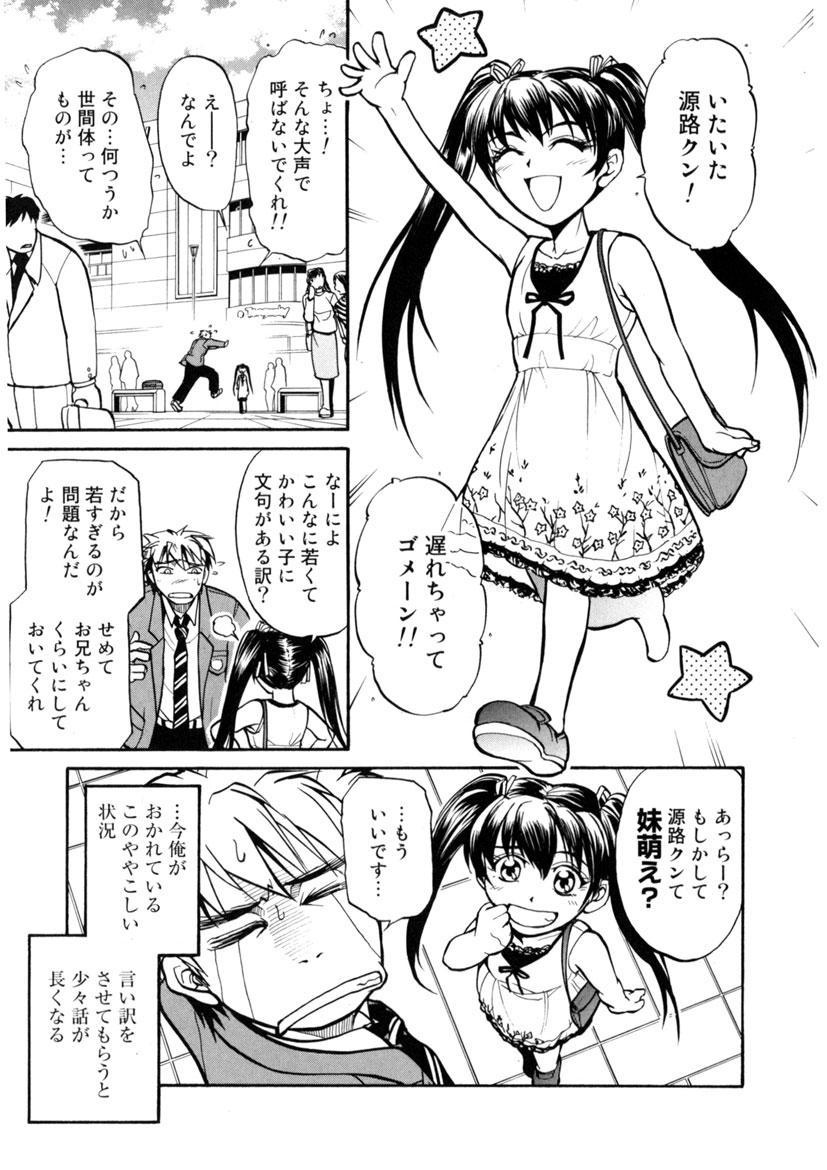 いたいた
源路クン！
遅れちゃって
ゴメーン！！
ちょ…！
そんな大声で
呼ばないでくれ！！
えー？
なんでよ
その…何つうか
世間体って
ものが…
なーによ
こんなに若くて
かわいい子に
文句がある訳？
だから
若すぎるのが
問題なんだ
よ！
せめて
お兄ちゃん
くらいにして
おいてくれ
あっらー？
もしかして
源路クンて
妹萌え？
…もう
いいです…
…今俺が
おかれている
このややこしい
状況
言い訳を
させてもらうと
少々話が
長くなる